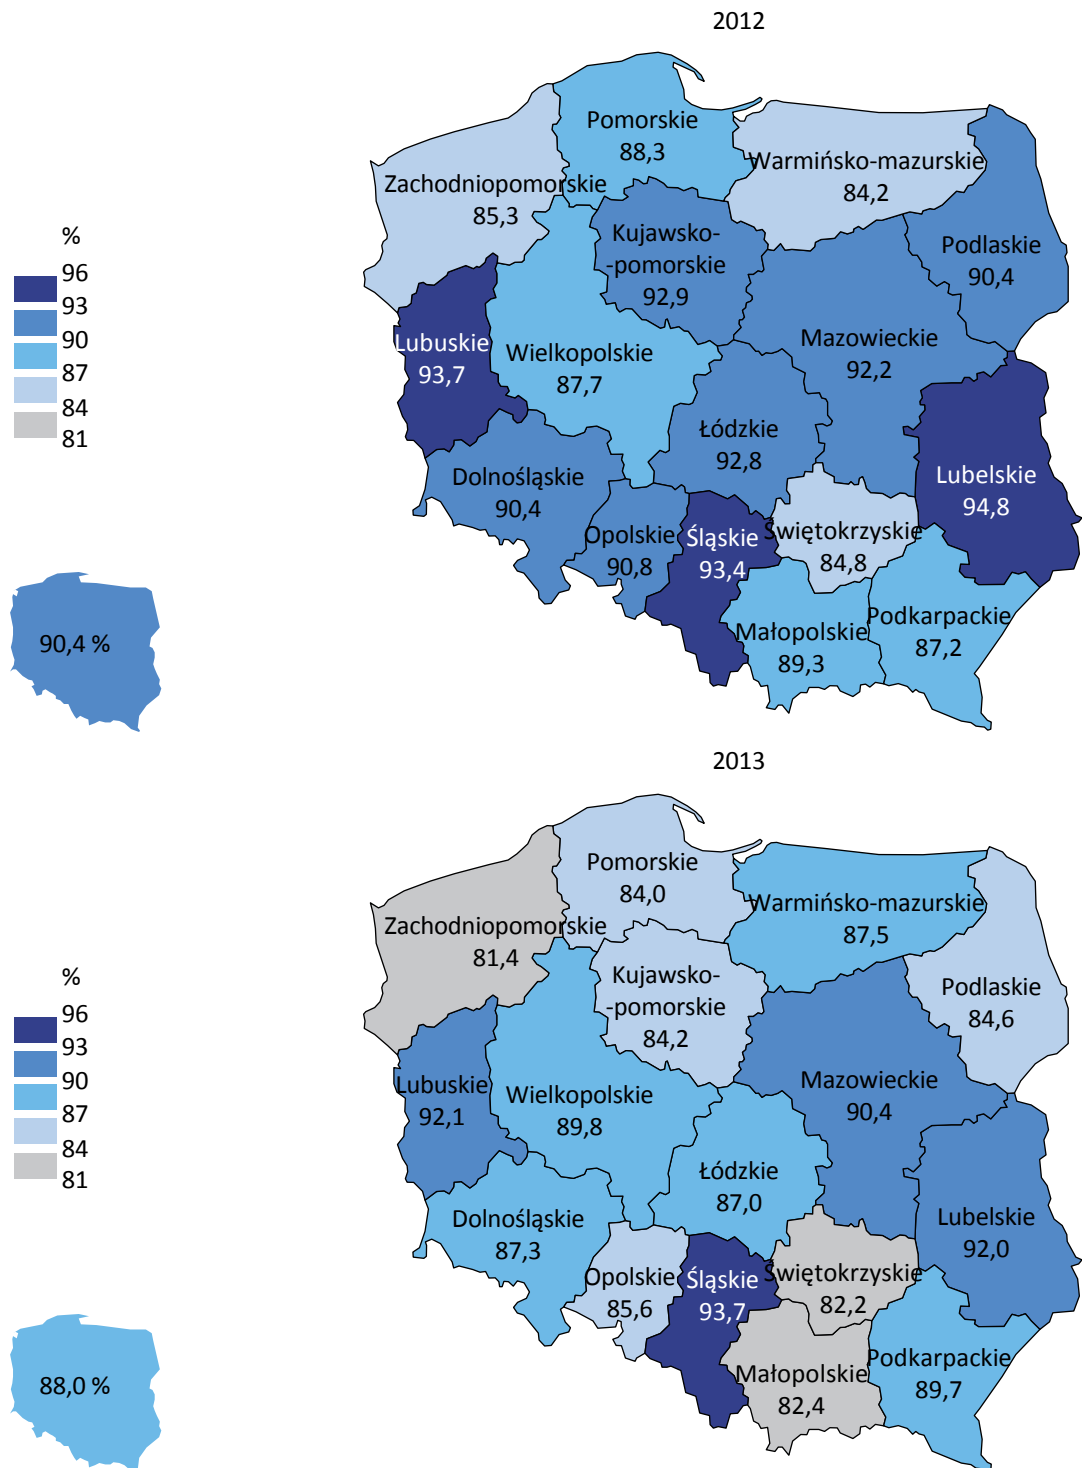 2012
Pomorskie
88,3
Warmińsko-mazurskie
84,2
Zachodniopomorskie
85,3
Kujawsko-
-pomorskie
92,9
Podlaskie
90,4
%
96
93
90
87
84
81
Lubuskie
93,7
Wielkopolskie
87,7
Mazowieckie
92,2
Łódzkie
92,8
Lubelskie
94,8
Dolnośląskie
90,4
Opolskie
90,8
Śląskie
93,4
Świętokrzyskie
84,8
Małopolskie
89,3
Podkarpackie
87,2
90,4 %
2013
Pomorskie
84,0
Warmińsko-mazurskie
87,5
Zachodniopomorskie
81,4
Kujawsko-
-pomorskie
84,2
Podlaskie
84,6
%
96
93
90
87
84
81
Lubuskie
92,1
Wielkopolskie
89,8
Mazowieckie
90,4
Łódzkie
87,0
Lubelskie
92,0
Dolnośląskie
87,3
Opolskie
85,6
Śląskie
93,7
Świętokrzyskie
82,2
Małopolskie
82,4
Podkarpackie
89,7
88,0 %